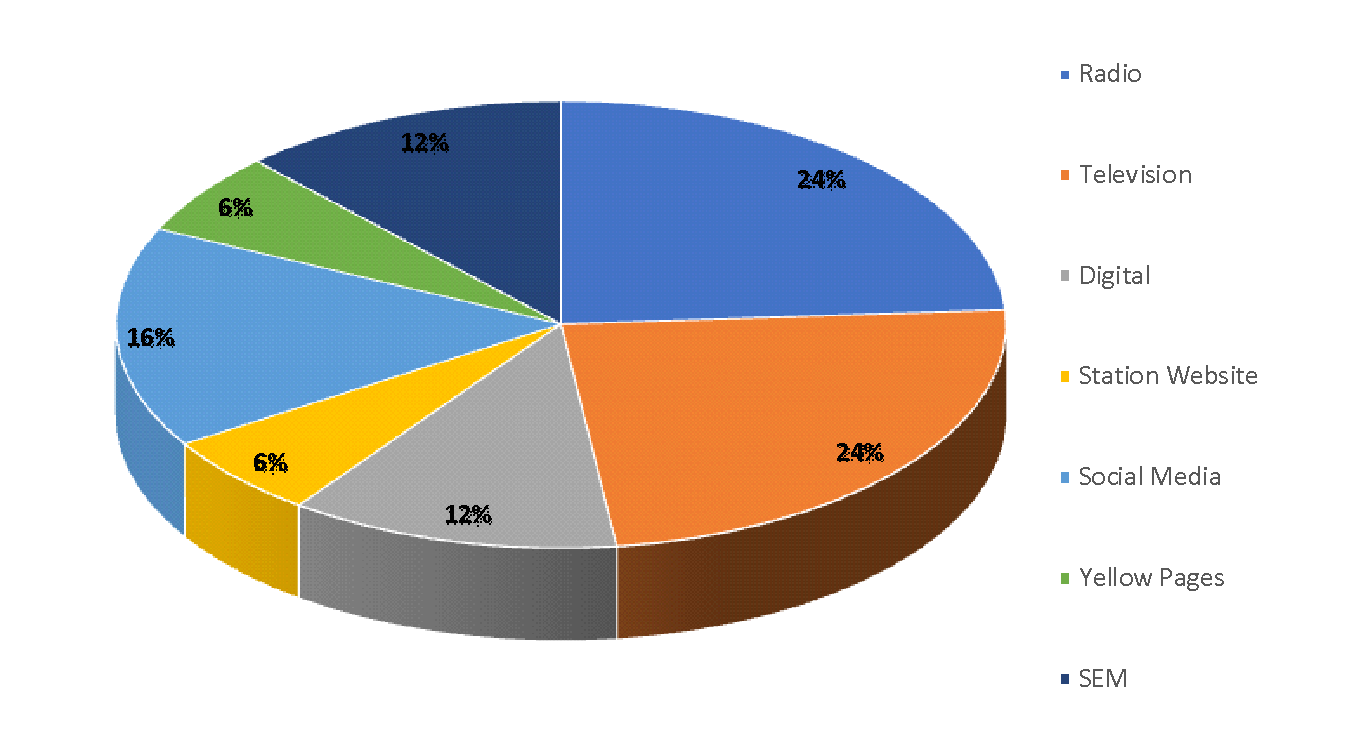 12%
24%
6%
16%
24%
6%
12%
Radio
Television
Digital
Station Website
Social Media
Yellow Pages
SEM